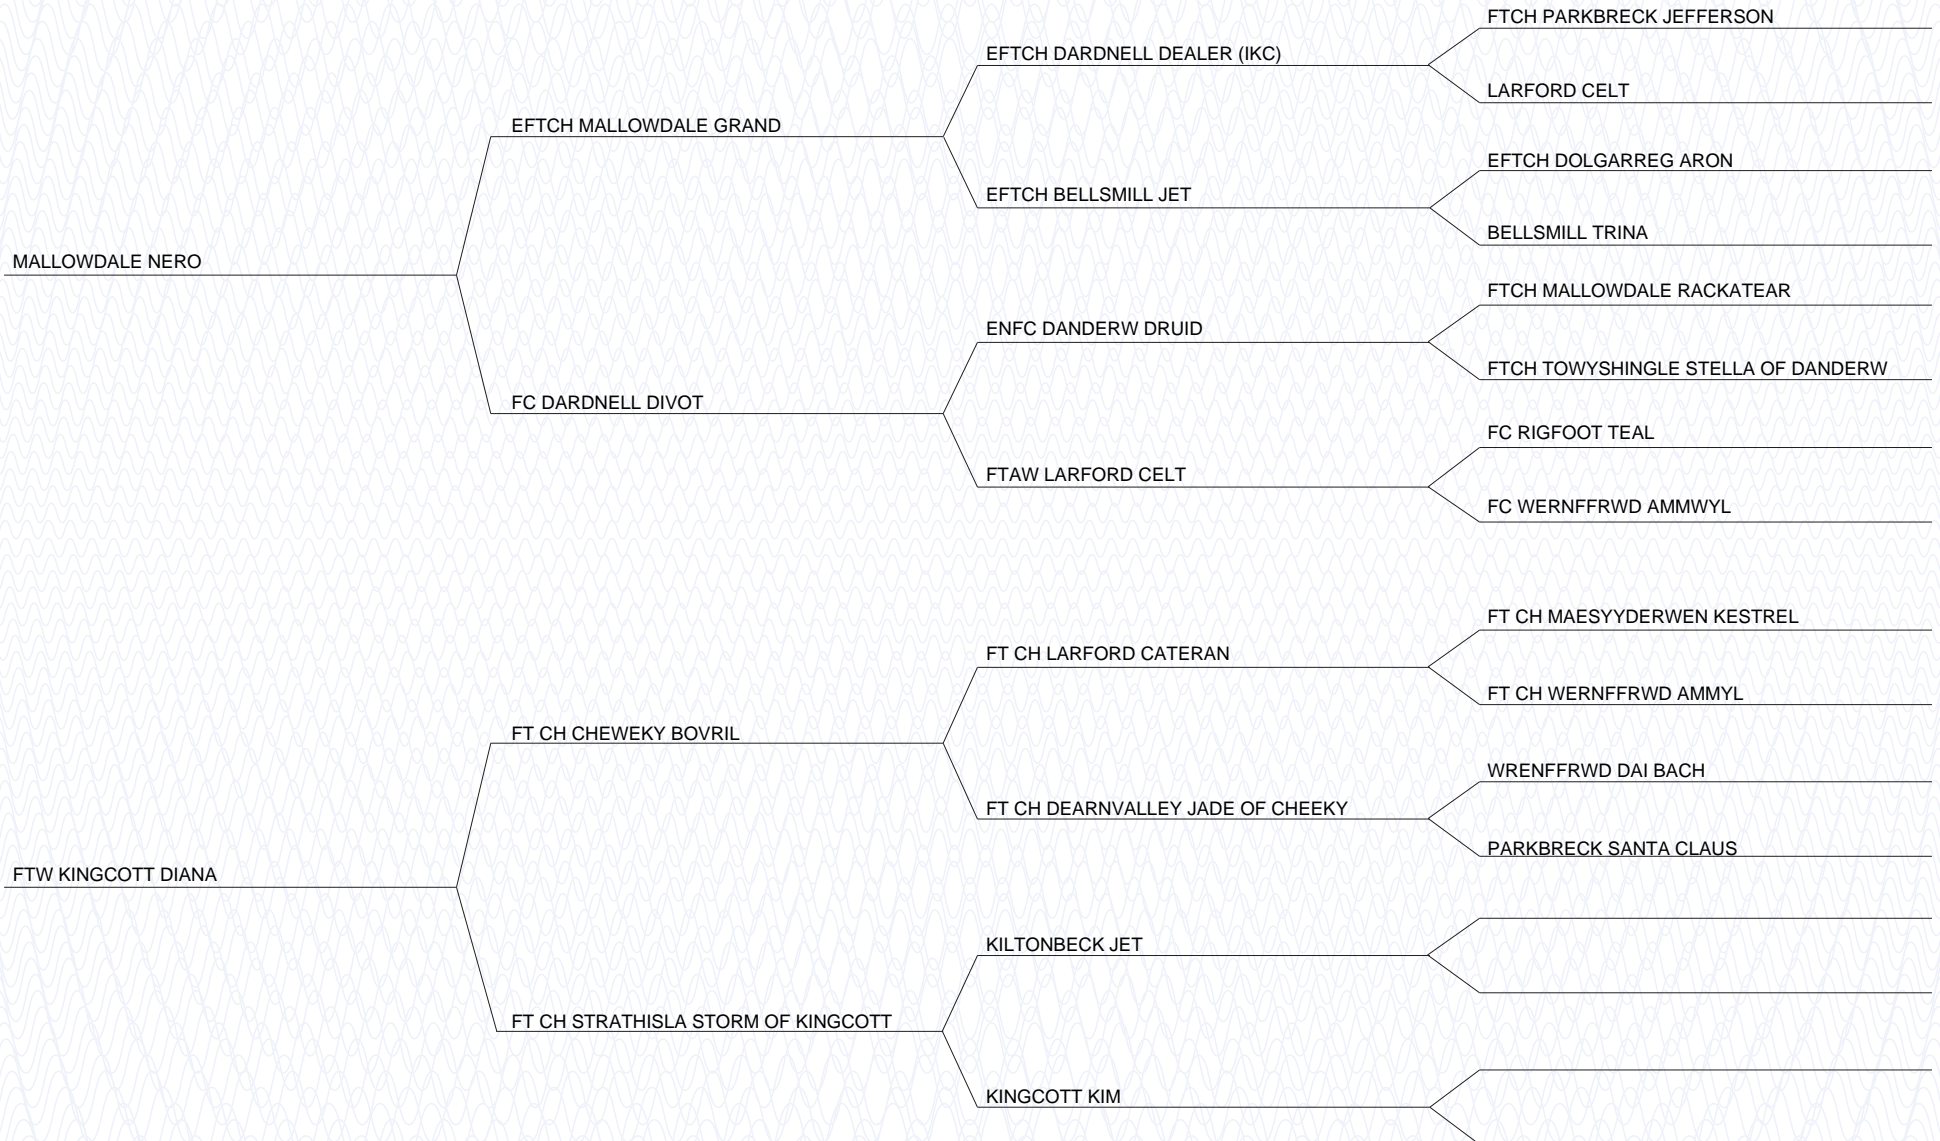 FTCH PARKBRECK JEFFERSON
EFTCH DARDNELL DEALER (IKC)
LARFORD CELT
EFTCH MALLOWDALE GRAND
EFTCH DOLGARREG ARON
EFTCH BELLSMILL JET
BELLSMILL TRINA
MALLOWDALE NERO
FTCH MALLOWDALE RACKATEAR
ENFC DANDERW DRUID
FTCH TOWYSHINGLE STELLA OF DANDERW
FC DARDNELL DIVOT
FC RIGFOOT TEAL
FTAW LARFORD CELT
FC WERNFFRWD AMMWYL
FT CH MAESYYDERWEN KESTREL
FT CH LARFORD CATERAN
FT CH WERNFFRWD AMMYL
FT CH CHEWEKY BOVRIL
WRENFFRWD DAI BACH
FT CH DEARNVALLEY JADE OF CHEEKY
PARKBRECK SANTA CLAUS
FTW KINGCOTT DIANA
KILTONBECK JET
FT CH STRATHISLA STORM OF KINGCOTT
KINGCOTT KIM